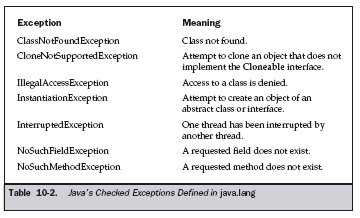 Exception Meaning
ClassNotFoundException Class not found.
CloneNotSupportedException Attempt to clone an object that does not
implement the Cloneable interface.
IllegalAccessException Access to a class is denied.
InstantiationException Attempt to create an object of an
abstract class or interface.
InterruptedException One thread has been interrupted by
another thread.
NoSuchFieldException A requested field does not exist.
NoSuchMethodException A requested method does not exist.
Table 10-2. Java's Checked Exceptions Defined in java.lang